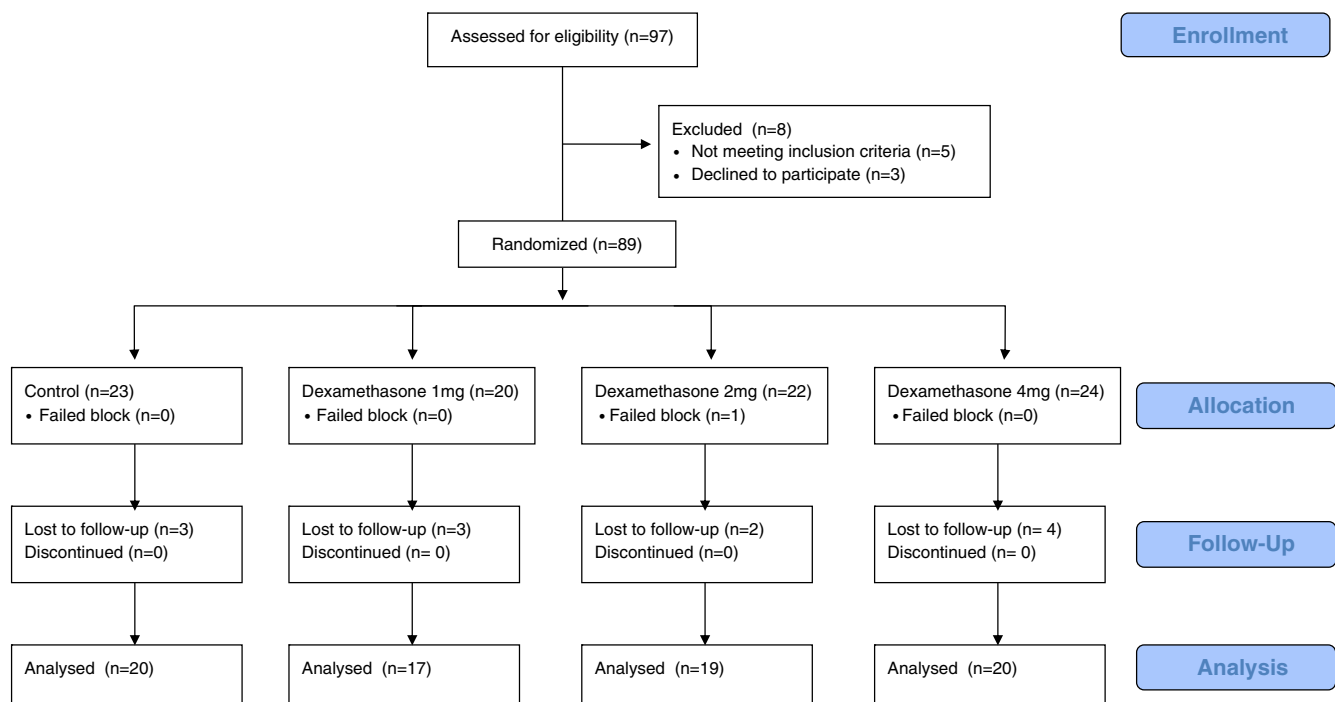 Assessed for eligibility (n=97)
Enrollment
Excluded (n=8)
• Not meeting inclusion criteria (n=5)
• Declined to participate (n=3)
Randomized (n=89)
Control (n=23)
• Failed block (n=0)
Dexamethasone 1mg (n=20)
• Failed block (n=0)
Dexamethasone 2mg (n=22)
• Failed block (n=1)
Dexamethasone 4mg (n=24)
• Failed block (n=0)
Allocation
Lost to follow-up (n=3)
Discontinued (n=0)
Lost to follow-up (n=3)
Discontinued (n= 0)
Lost to follow-up (n=2)
Discontinued (n=0)
Lost to follow-up (n= 4)
Discontinued (n= 0)
Follow-Up
Analysed (n=20)
Analysed (n=17)
Analysed (n=19)
Analysed (n=20)
Analysis